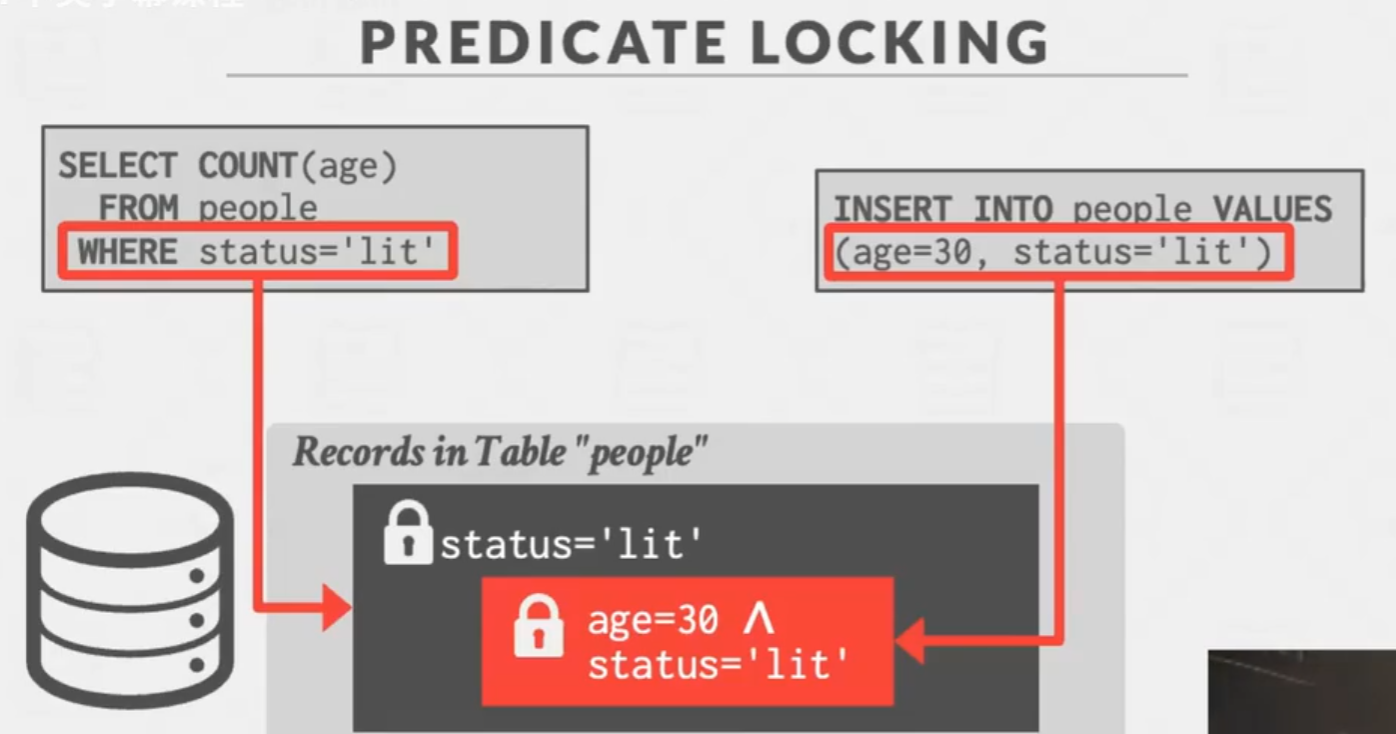 PREDICATE LOCKING
SELECT COUNT(age)
FROM people
WHERE status='lit'
INSERT INTO people VALUES
(age=30, status='lit')
Records in Table "people"
status='lit'
age=30 ∧
status='lit'